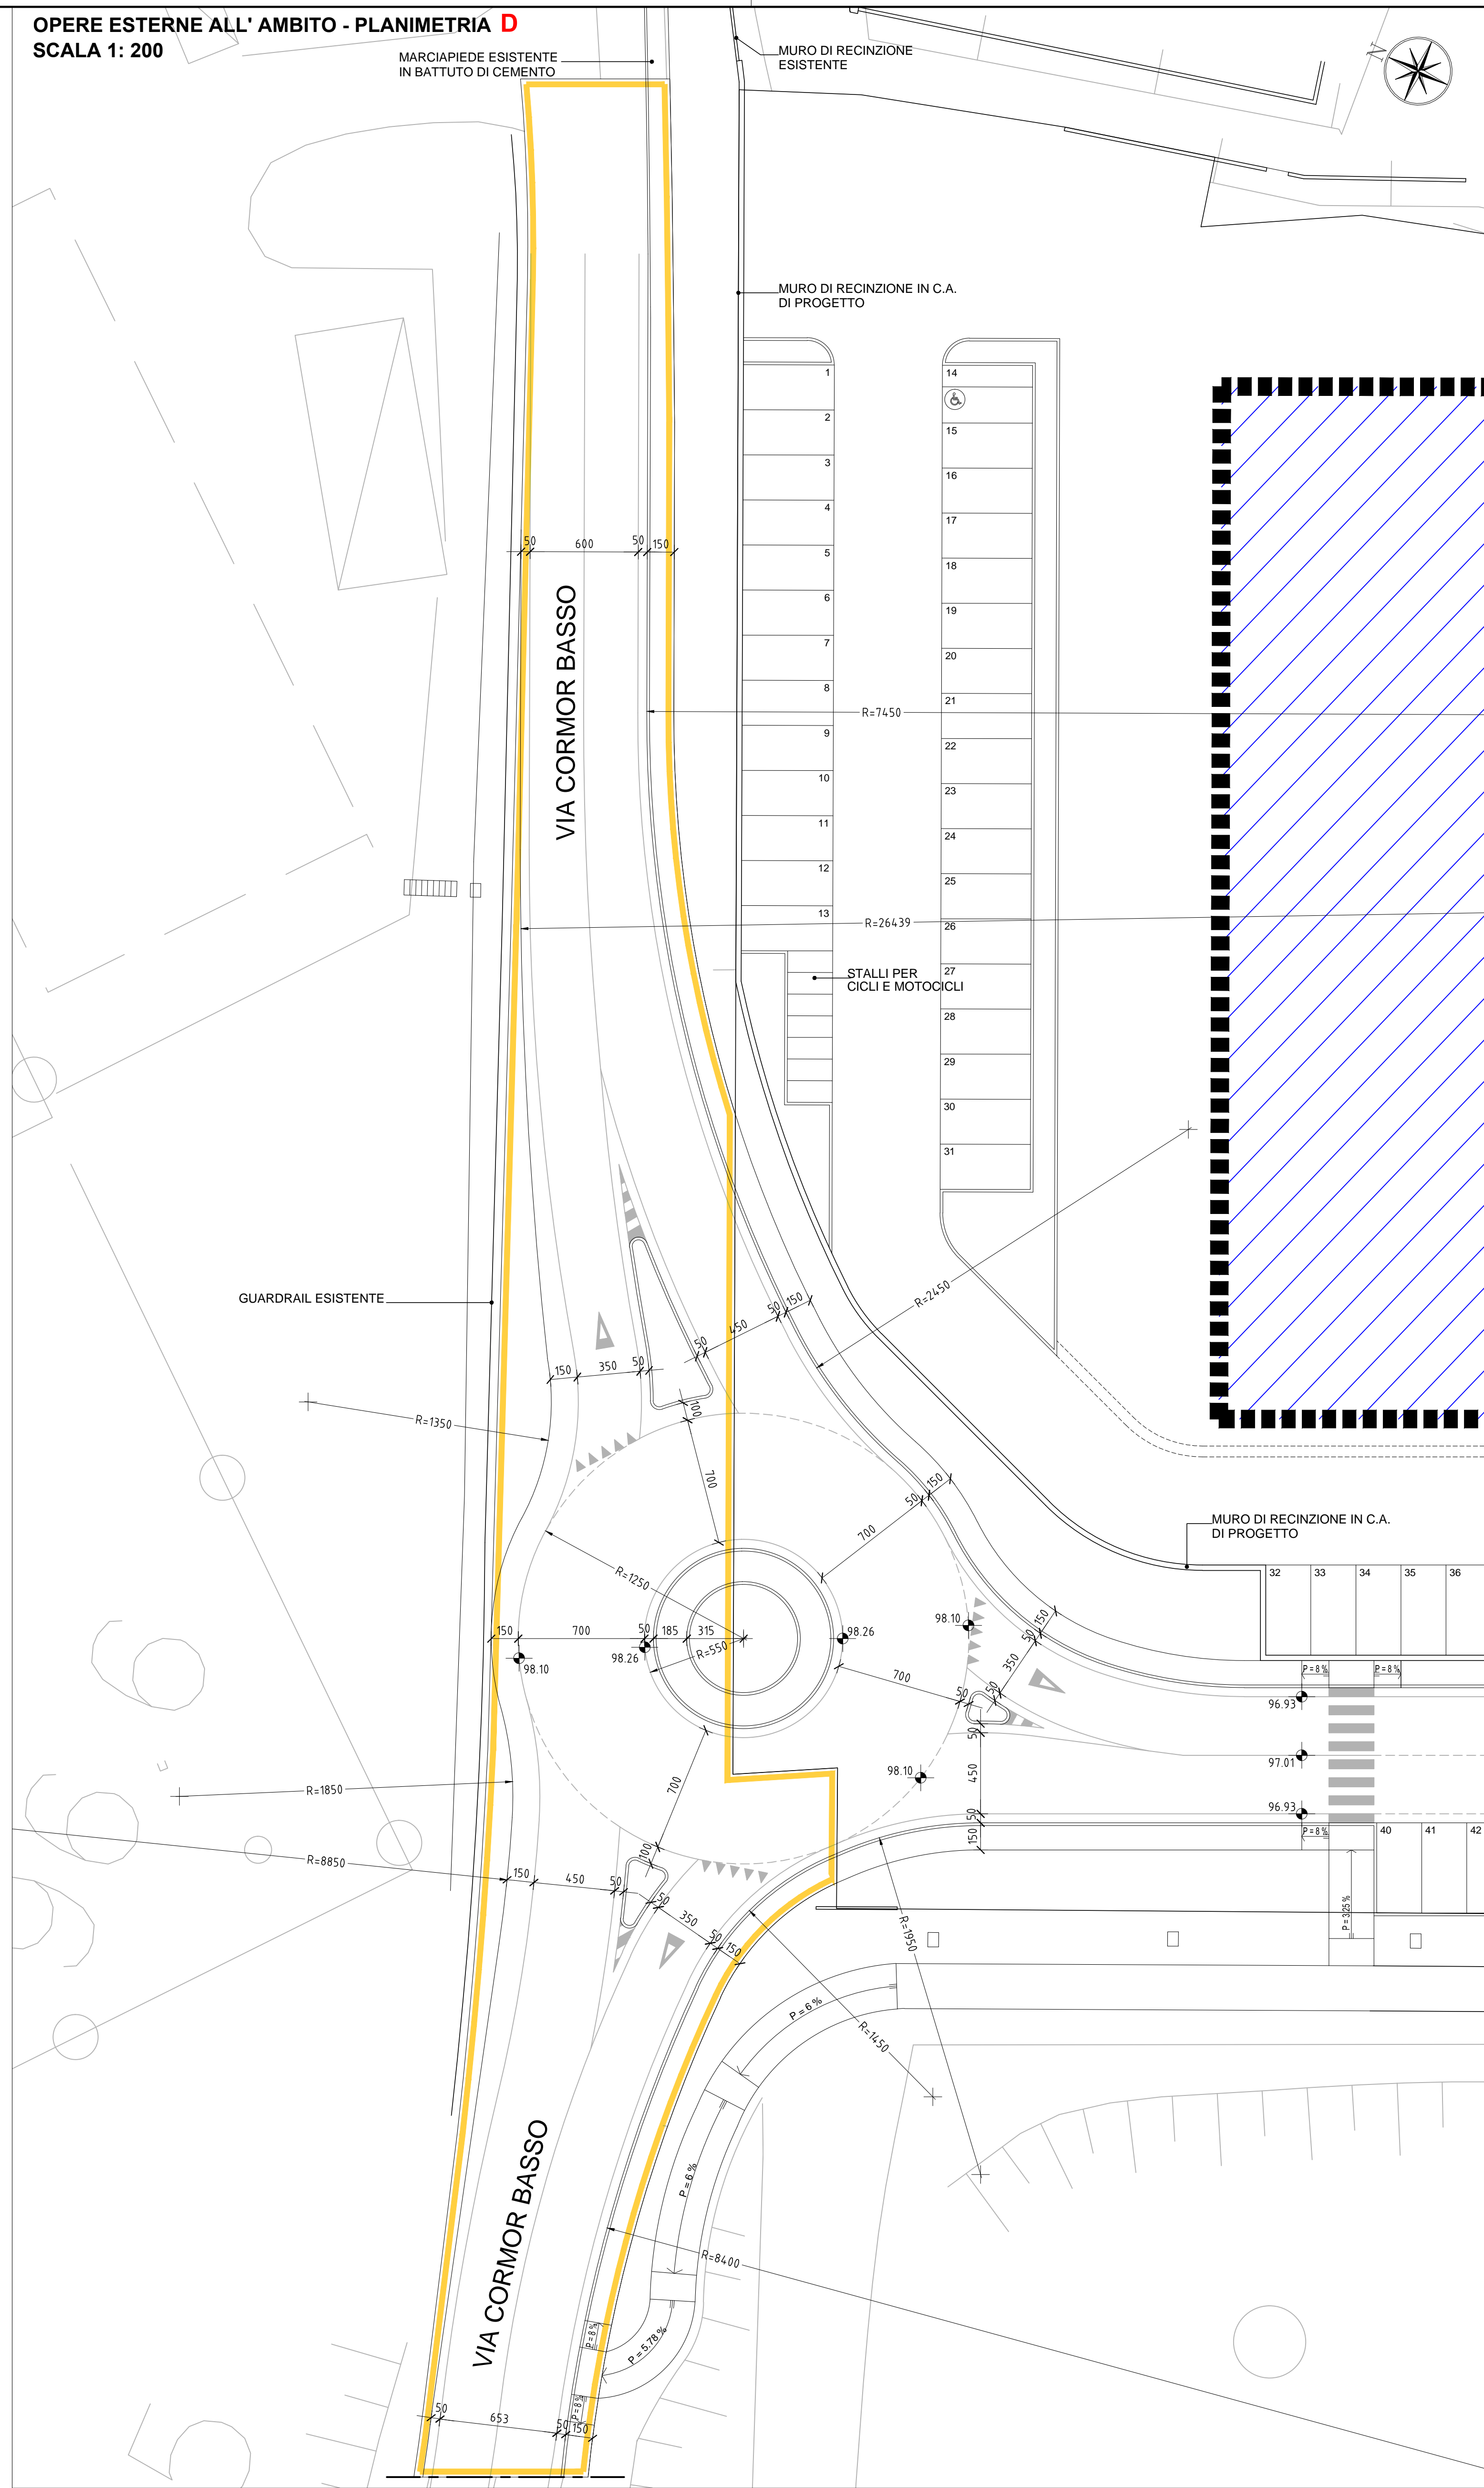 OPERE ESTERNE ALL' AMBITO - PLANIMETRIA D
SCALA 1: 200
MARCIAPIEDE ESISTENTE
IN BATTUTO DI CEMENTO
MURO DI RECINZIONE
ESISTENTE
N
MURO DI RECINZIONE IN C.A.
DI PROGETTO
1
2
3
4
5
6
7
8
9
10
11
12
13
14
15
16
17
18
19
20
21
22
23
24
25
26
27
28
29
30
31
50
600
50
150
VIA CORMOR BASSO
R=7450
R=26439
STALLI PER
CICLI E MOTOCICLI
R=2450
GUARDRAIL ESISTENTE
50
150
450
50
150
350
50
100
R=1350
700
50
150
700
MURO DI RECINZIONE IN C.A.
DI PROGETTO
32
33
34
35
36
R=1250
150
700
50
185
315
R=550
98.26
98.10
98.26
98.10
150
50
350
50
700
50
50
450
50
150
P=8%
P=8%
96.93
97.01
96.93
P=8%
98.10
40
41
42
P=3.25%
R=1850
700
100
R=8850
150
450
50
50
350
50
150
R=1950
R=1450
P=6%
P=6%
R=8400
VIA CORMOR BASSO
P=8%
P=5.78%
P=8%
50
653
50
150